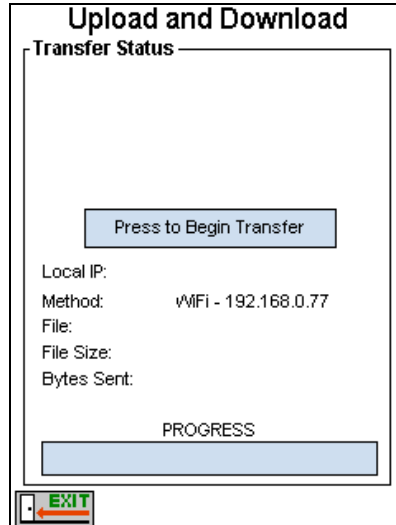 Upload and Download
Transfer Status
Press to Begin Transfer
Local IP:
Method: WiFi - 192.168.0.77
File:
File Size:
Bytes Sent:
PROGRESS
EXIT